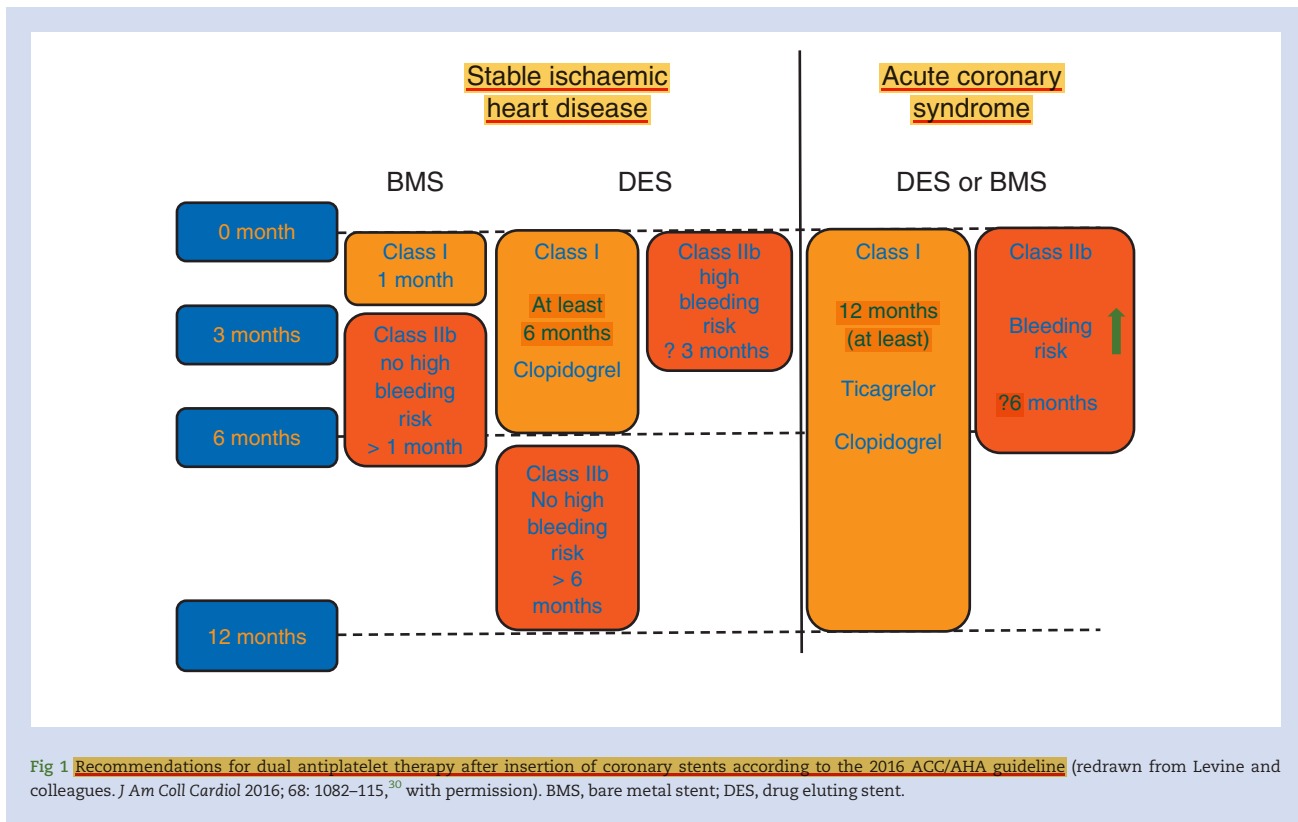 Stable ischaemic
heart disease
Acute coronary
syndrome
BMS
DES
DES or BMS
0 month
3 months
6 months
12 months
Class I
1 month
Class IIb
no high
bleeding
risk
> 1 month
Class I
At least
6 months
Clopidogrel
Class IIb
No high
bleeding
risk
> 6
months
Class IIb
high
bleeding
risk
? 3 months
Class I
12 months
(at least)
Ticagrelor
Clopidogrel
Class IIb
Bleeding
risk
?6 months
Fig 1 Recommendations for dual antiplatelet therapy after insertion of coronary stents according to the 2016 ACC/AHA guideline (redrawn from Levine and
colleagues. J Am Coll Cardiol 2016; 68: 1082–115,30 with permission). BMS, bare metal stent; DES, drug eluting stent.